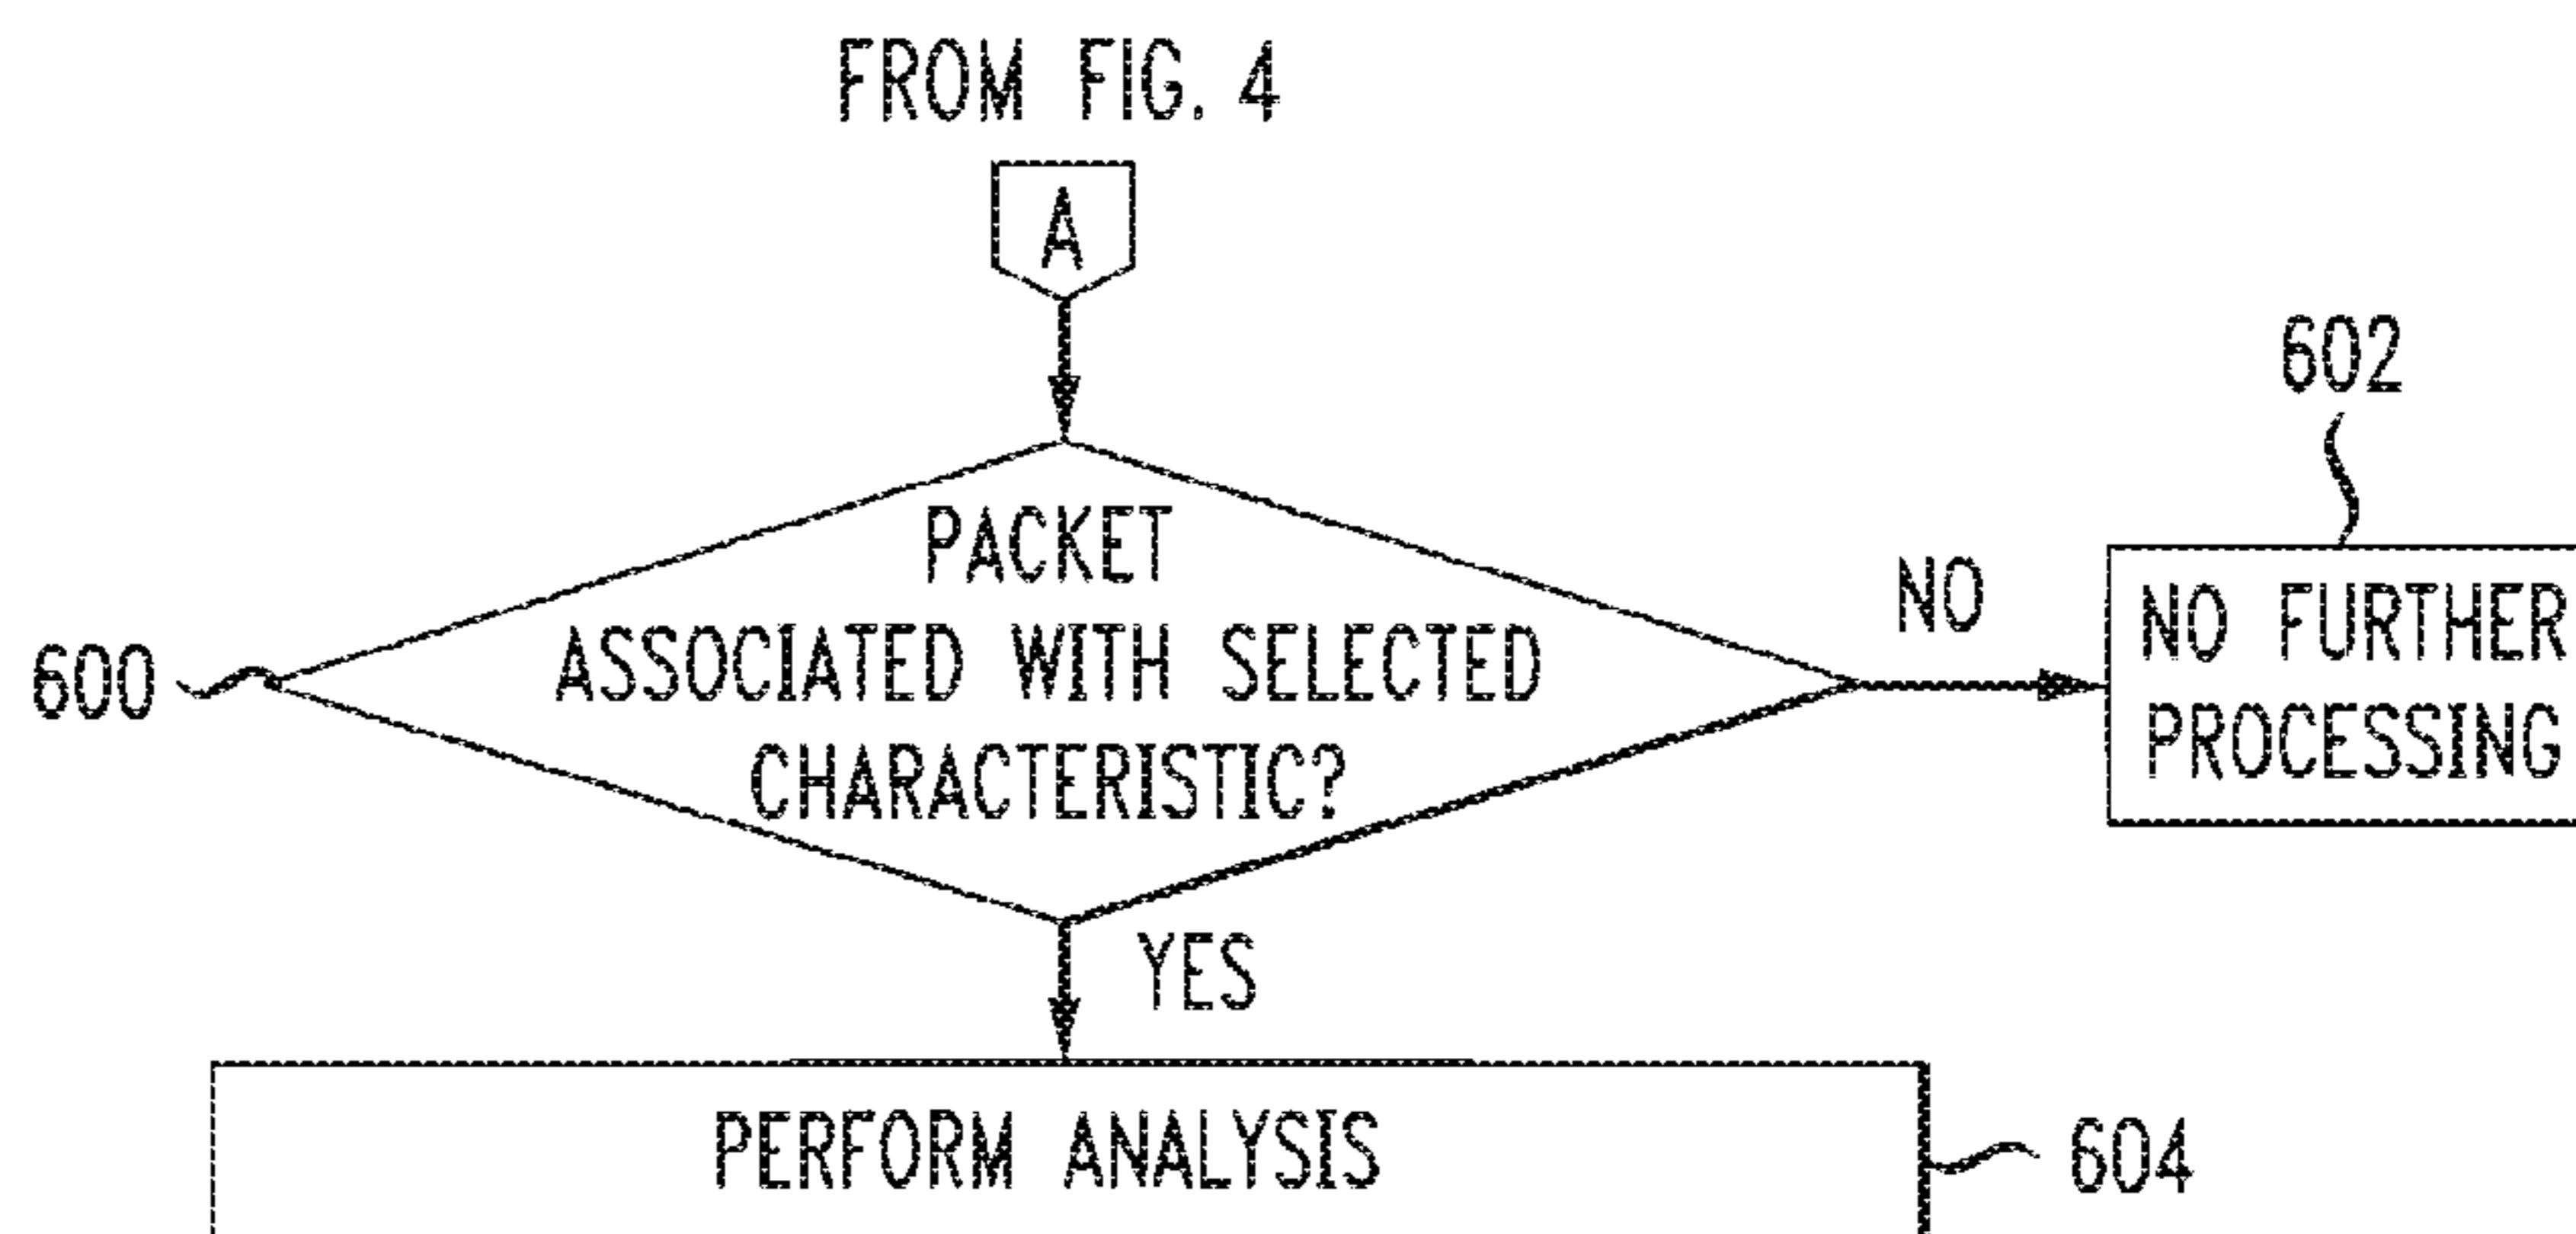 FROM FIG. 4
A
602
PACKET
ASSOCIATED WITH SELECTED
CHARACTERISTIC?
600
NO
NO FURTHER
PROCESSING
YES
PERFORM ANALYSIS
604